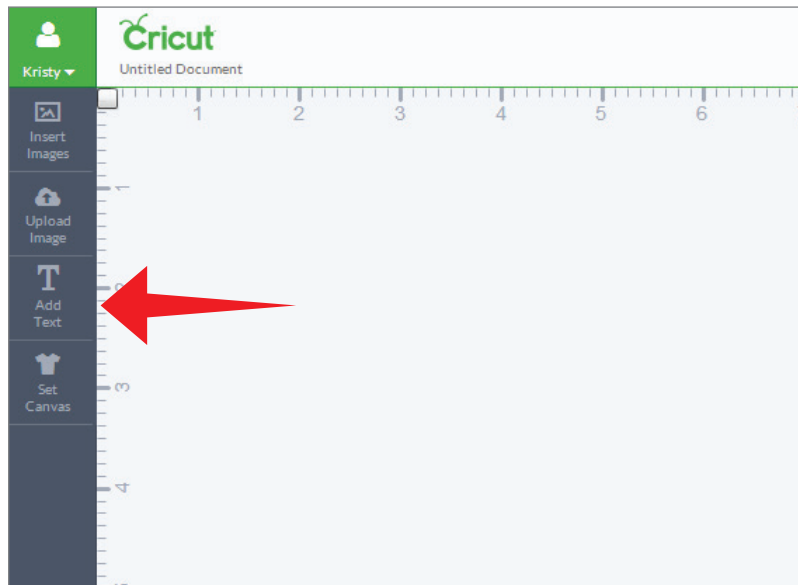 Cricut
Kristy
Untitled Document
1 2 3 4 5 6
Insert
Images
1
Upload
Image
2
Add
Text
3
Set
Canvas
4